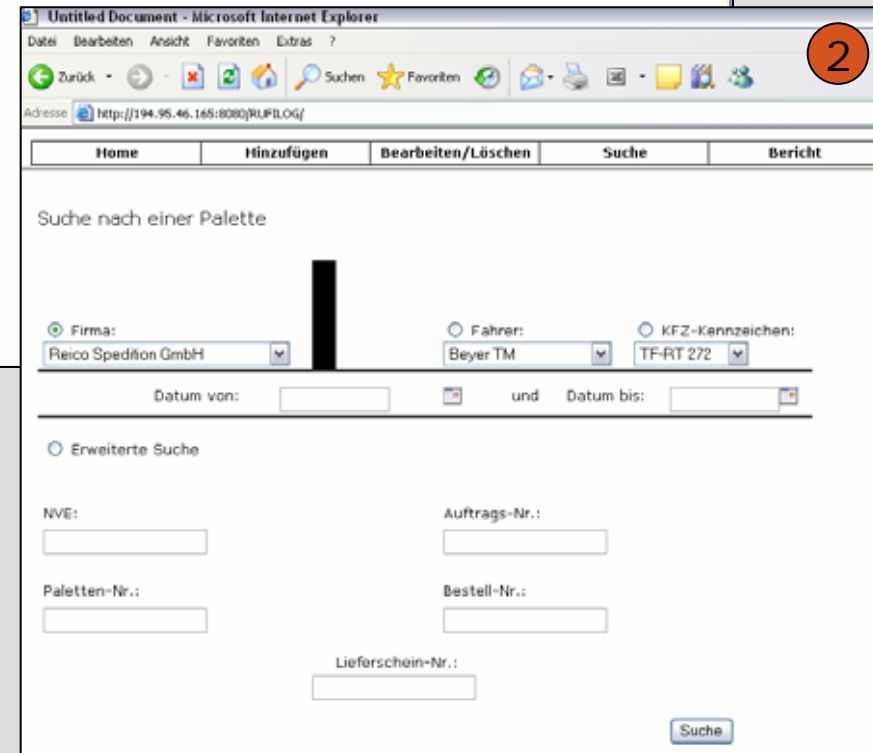 Untitled Document - Microsoft Internet Explorer
Datei Bearbeiten Ansicht Favoriten Extras ?
2
Zurück Suchen Favoriten
Adresse http://194.95.46.165:8080/RUFILOG/
Home Hinzufügen Bearbeiten/Löschen Suche Bericht
Suche nach einer Palette
Firma: Fahrer: KFZ-Kennzeichen:
Reico Spedition GmbH Beyer TM TF-RT 272
Datum von: und Datum bis:
Erweiterte Suche
NVE: Auftrags-Nr.:
Paletten-Nr.: Bestell-Nr.:
Lieferschein-Nr.:
Suche